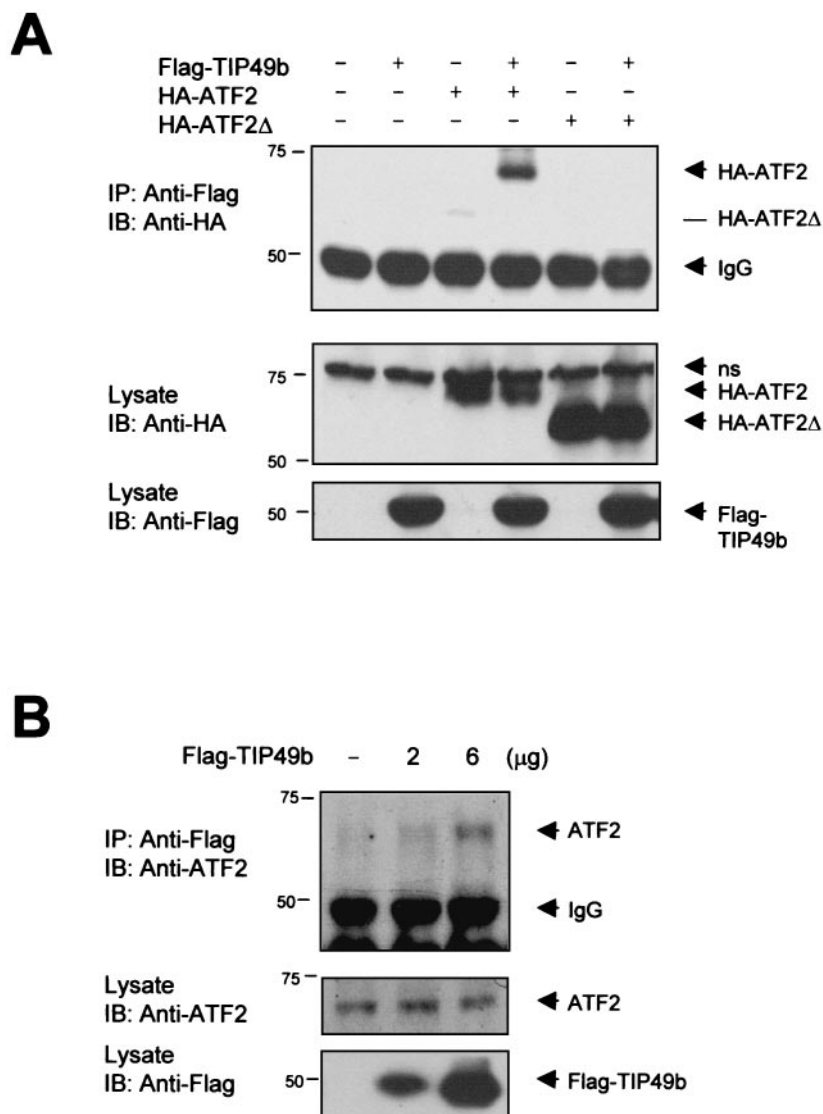 A
Flag-TIP49b – + – + – +
HA-ATF2 – – + + – –
HA-ATF2Δ – – – – + +
75
IP: Anti-Flag
IB: Anti-HA
50
HA-ATF2
HA-ATF2Δ
IgG
Lysate
IB: Anti-HA
75
50
ns
HA-ATF2
HA-ATF2Δ
Lysate
IB: Anti-Flag
50
Flag-
TIP49b
B
Flag-TIP49b – 2 6 (μg)
75
IP: Anti-Flag
IB: Anti-ATF2
50
ATF2
IgG
75
Lysate
IB: Anti-ATF2
ATF2
Lysate
IB: Anti-Flag
50
Flag-TIP49b